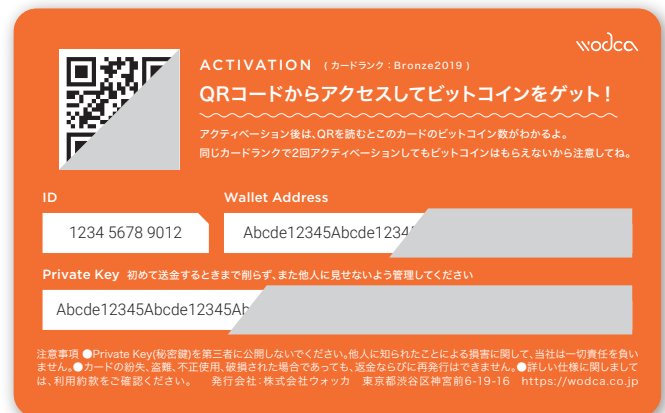 wodca
ACTIVATION (カードランク:Bronze2019)
QRコードからアクセスしてビットコインをゲット!
アクティベーション後は、QRを読むとこのカードのビットコイン数がわかるよ。
同じカードランクで2回アクティベーションしてもビットコインはもらえないから注意してね。
ID
Wallet Address
1234 5678 9012
Abcde12345Abcde1234
Private Key 初めて送金するときまで削らず、また他人に見せないよう管理してください
Abcde12345Abcde12345Ab
注意事項 ●Private Key(秘密鍵)を第三者に公開しないでください。他人に知られたことによる損害に関して、当社は一切責任を負い
ません。●カードの紛失、盗難、不正使用、破損された場合であっても、返金ならびに再発行はできません。●詳しい仕様に関しまして
は、利用約款をご確認ください。 発行会社:株式会社ウォッカ 東京都渋谷区神宮前6-19-16 https://wodca.co.jp